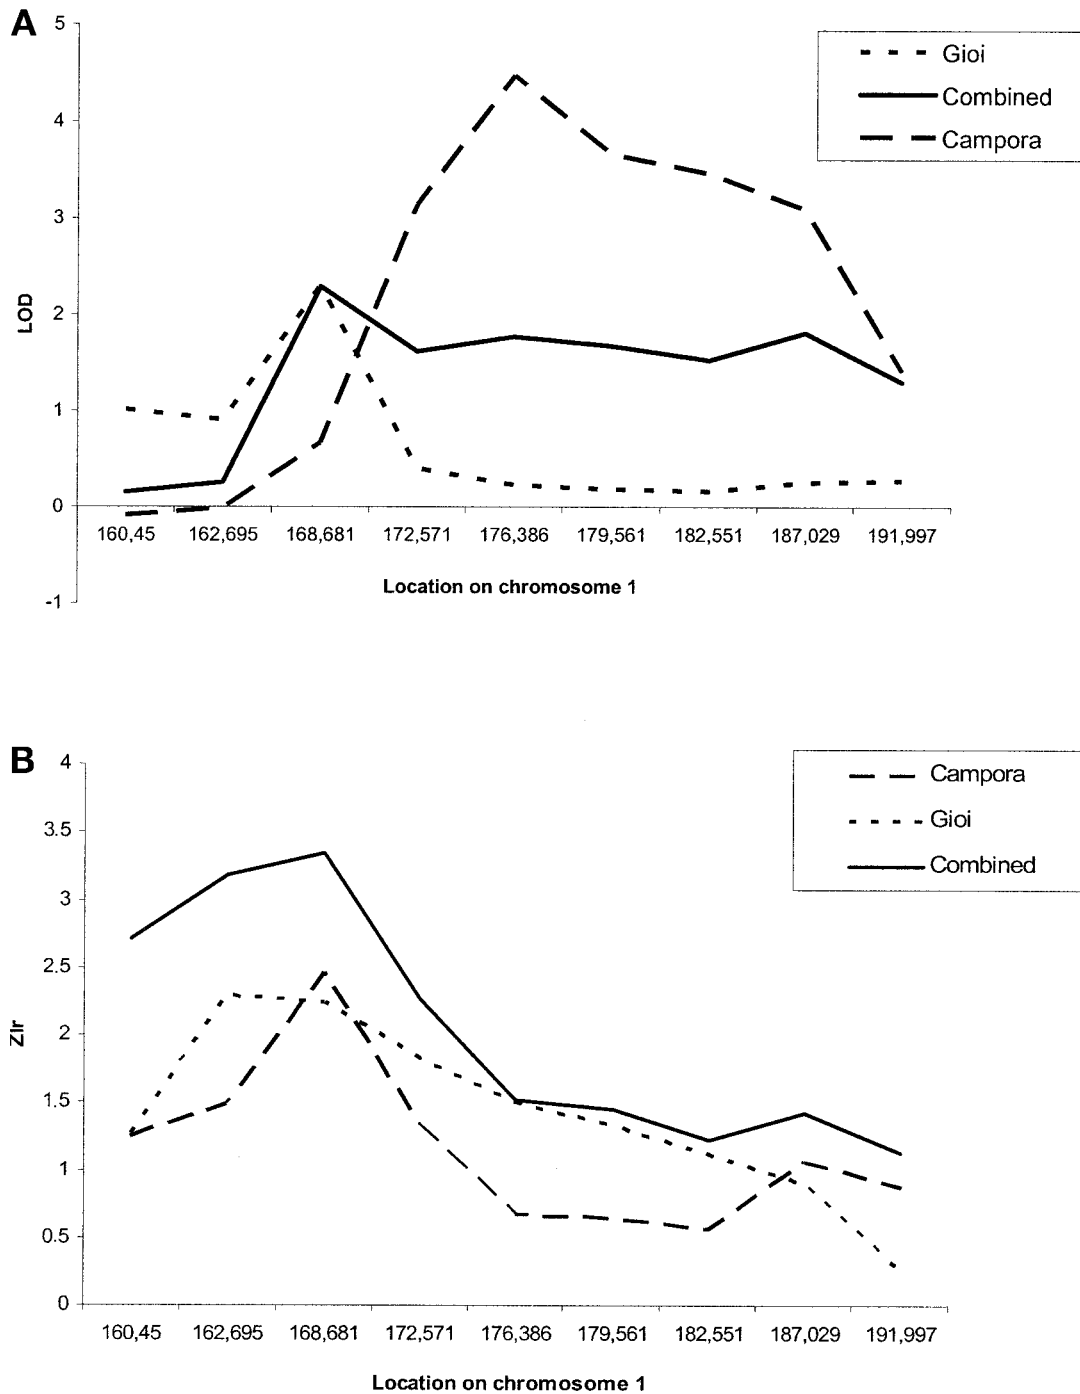 A
5
4
3
2
1
0
-1
LOD
Gioi
Combined
Campora
160,45 162,695 168,681 172,571 176,386 179,561 182,551 187,029 191,997
Location on chromosome 1
B
4
3.5
3
2.5
2
1.5
1
0.5
0
Zlr
Campora
Gioi
Combined
160,45 162,695 168,681 172,571 176,386 179,561 182,551 187,029 191,997
Location on chromosome 1